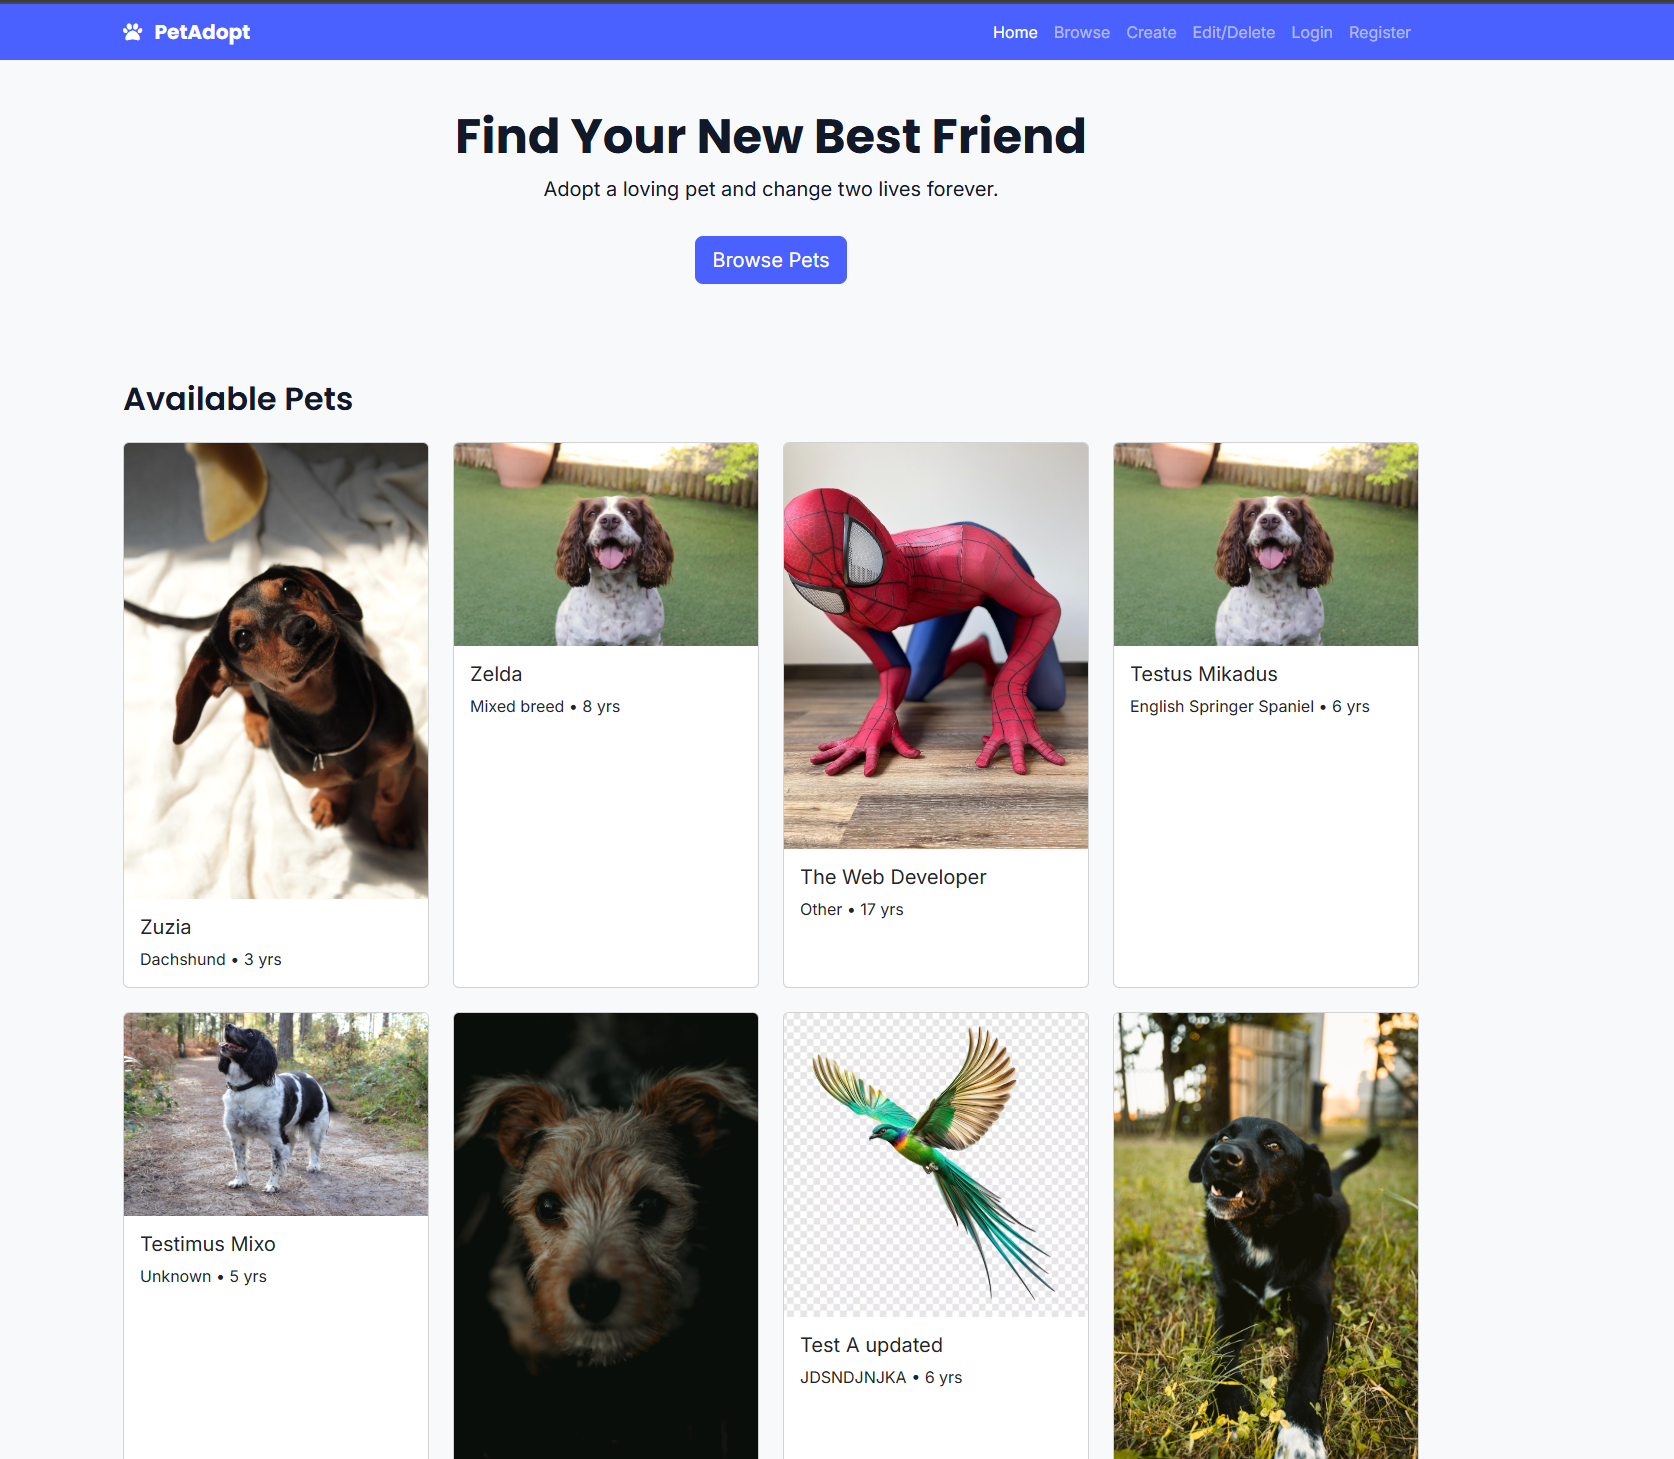 PetAdopt
Home Browse Create Edit/Delete Login Register
Find Your New Best Friend
Adopt a loving pet and change two lives forever.
Browse Pets
Available Pets
Zuzia
Dachshund • 3 yrs
Zelda
Mixed breed • 8 yrs
The Web Developer
Other • 17 yrs
Testus Mikadus
English Springer Spaniel • 6 yrs
Testimus Mixo
Unknown • 5 yrs
Test A updated
JDSNDJNJKA • 6 yrs